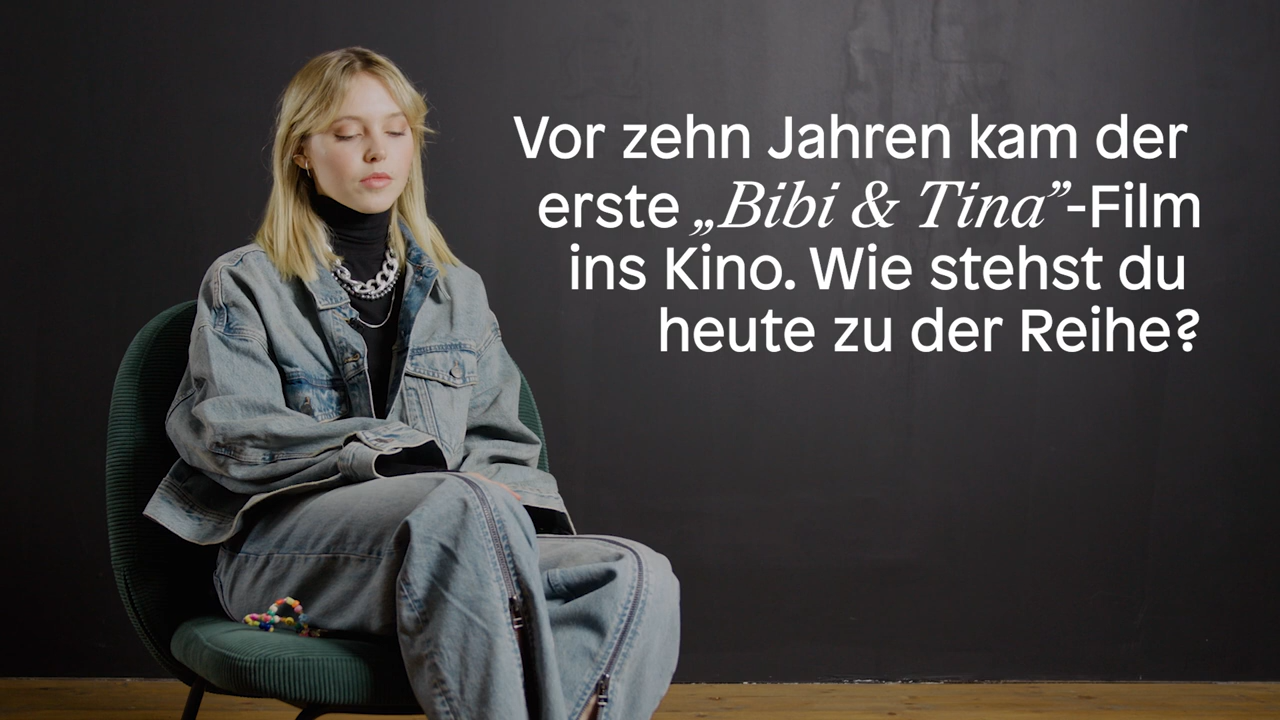 Vor zehn Jahren kam der
erste „Bibi & Tina”-Film
ins Kino. Wie stehst du
heute zu der Reihe?